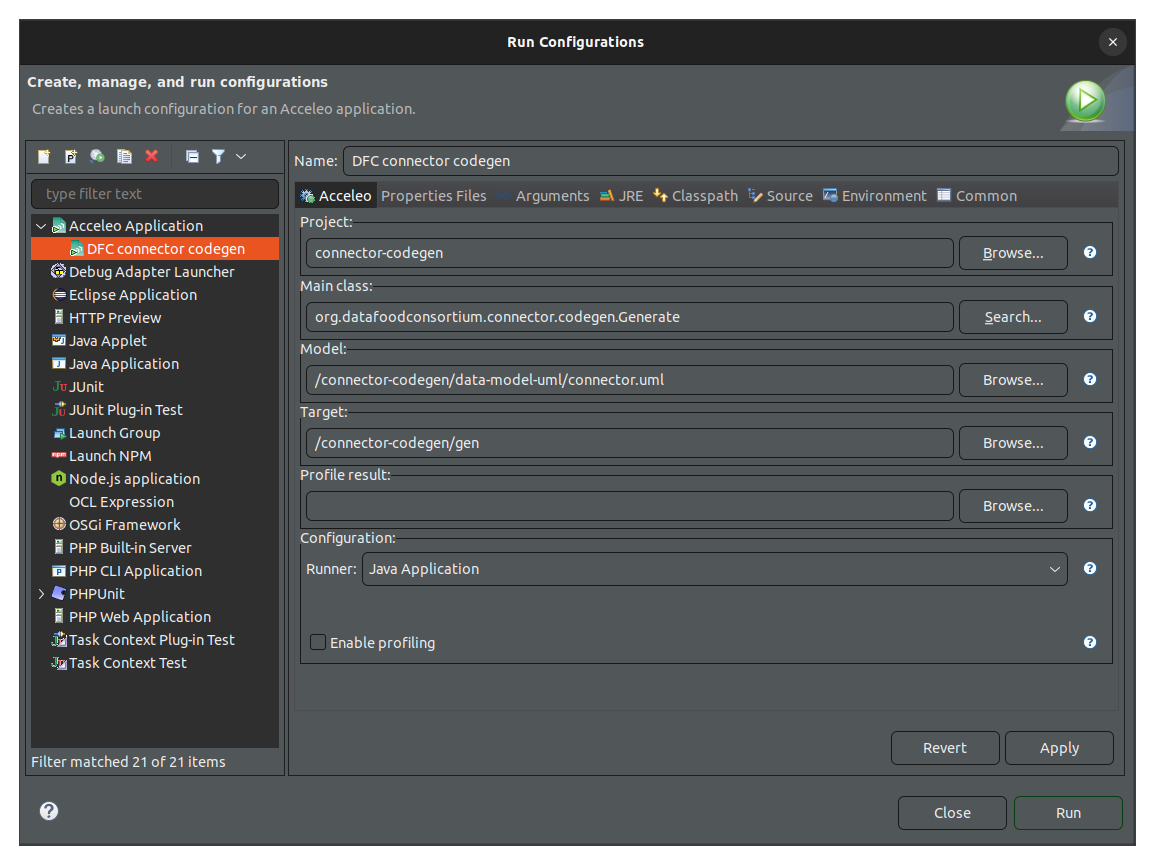 Run Configurations
Create, manage, and run configurations
Creates a launch configuration for an Acceleo application.
type filter text
Acceleo Application
DFC connector codegen
Debug Adapter Launcher
Eclipse Application
HTTP Preview
Java Applet
Java Application
JUnit
JUnit Plug-in Test
Launch Group
Launch NPM
Node.js application
OCL Expression
OSGi Framework
PHP Built-in Server
PHP CLI Application
PHPUnit
PHP Web Application
Task Context Plug-in Test
Task Context Test
Filter matched 21 of 21 items
Name: DFC connector codegen
Acceleo Properties Files Arguments JRE Classpath Source Environment Common
Project:
connector-codegen Browse...
Main class:
org.datafoodconsortium.connector.codegen.Generate Search...
Model:
/connector-codegen/data-model-uml/connector.uml Browse...
Target:
/connector-codegen/gen Browse...
Profile result:
Browse...
Configuration:
Runner: Java Application
Enable profiling
Revert Apply
Close Run